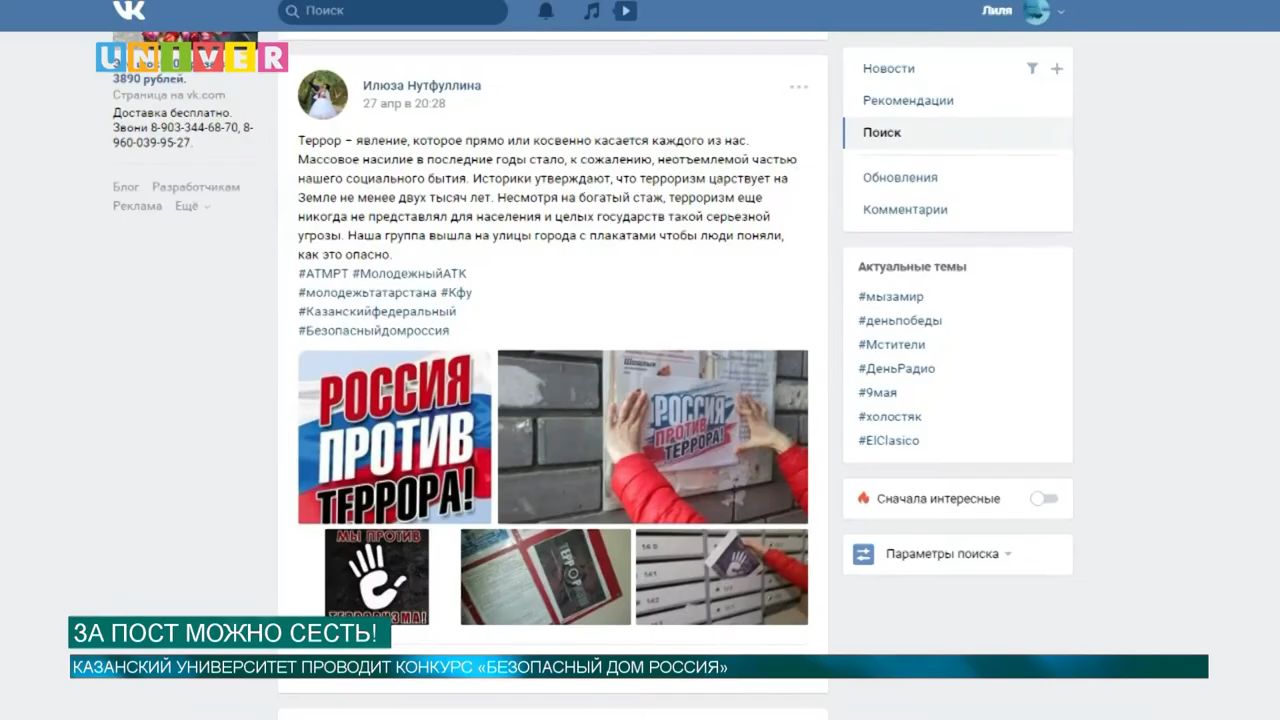 Поиск
Лиля
UNIVER
3890 рублей.
Страница на vk.com
Доставка бесплатно.
Звони 8-903-344-68-70, 8-
960-039-95-27.
Блог Разработчикам
Реклама Ещё
Илюза Нутфуллина
27 апр в 20:28
Террор – явление, которое прямо или косвенно касается каждого из нас.
Массовое насилие в последние годы стало, к сожалению, неотъемлемой частью
нашего социального бытия. Историки утверждают, что терроризм царствует на
Земле не менее двух тысяч лет. Несмотря на богатый стаж, терроризм еще
никогда не представлял для населения и целых государств такой серьезной
угрозы. Наша группа вышла на улицы города с плакатами чтобы люди поняли,
как это опасно.
#АТМРТ #МолодежныйАТК
#молодежьтатарстана #Кфу
#Казанскийфедеральный
#Безопасныйдомроссия
РОССИЯ
ПРОТИВ
ТЕРРОРА!
РОССИЯ
ПРОТИВ
ТЕРРОРА!
МЫ ПРОТИВ
ТЕРРОРИЗМА!
ТЕРРОР
141
142
Новости
Рекомендации
Поиск
Обновления
Комментарии
Актуальные темы
#мызамир
#деньпобеды
#Мстители
#ДеньРадио
#9мая
#холостяк
#ElClasico
Сначала интересные
Параметры поиска
ЗА ПОСТ МОЖНО СЕСТЬ!
КАЗАНСКИЙ УНИВЕРСИТЕТ ПРОВОДИТ КОНКУРС «БЕЗОПАСНЫЙ ДОМ РОССИЯ»